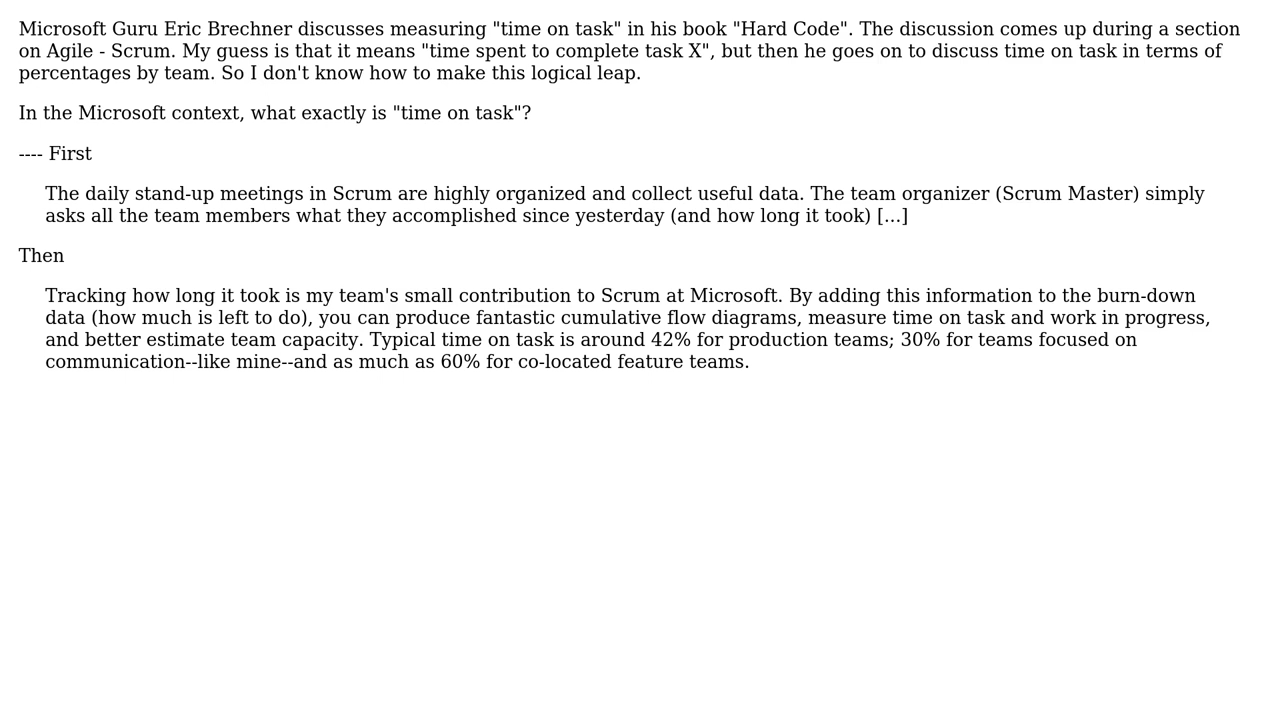 Microsoft Guru Eric Brechner discusses measuring "time on task" in his book "Hard Code". The discussion comes up during a section
on Agile - Scrum. My guess is that it means "time spent to complete task X", but then he goes on to discuss time on task in terms of
percentages by team. So I don't know how to make this logical leap.
In the Microsoft context, what exactly is "time on task"?
---- First
The daily stand-up meetings in Scrum are highly organized and collect useful data. The team organizer (Scrum Master) simply
asks all the team members what they accomplished since yesterday (and how long it took) [...]
Then
Tracking how long it took is my team's small contribution to Scrum at Microsoft. By adding this information to the burn-down
data (how much is left to do), you can produce fantastic cumulative flow diagrams, measure time on task and work in progress,
and better estimate team capacity. Typical time on task is around 42% for production teams; 30% for teams focused on
communication--like mine--and as much as 60% for co-located feature teams.